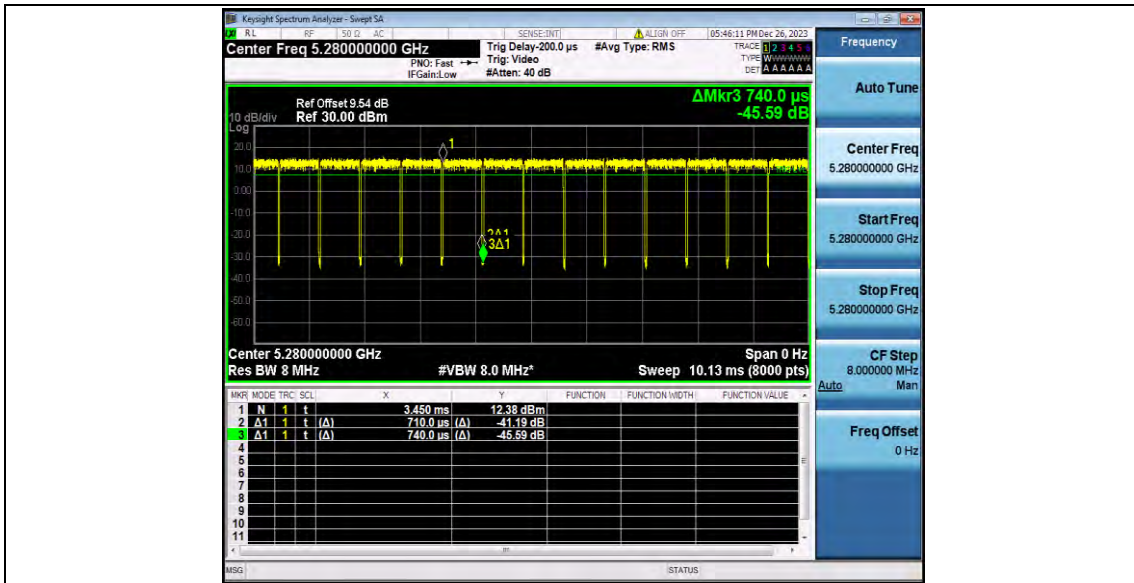 Keysight Spectrum Analyzer - Swept SA
RL RF 50 Ω AC SENSE:INT ALIGN OFF 05:46:11 PM Dec 26, 2023
Center Freq 5.280000000 GHz
Trig Delay-200.0 µs #Avg Type: RMS
TRACE 1 2 3 4 5 6
PNO: Fast
Trig: Video
TYPE WWWWWW
IFGain:Low
#Atten: 40 dB
DET A A A A A A
Frequency
Auto Tune
Center Freq
5.280000000 GHz
Start Freq
5.280000000 GHz
Stop Freq
5.280000000 GHz
CF Step
8.000000 MHz
Auto Man
Freq Offset
0 Hz
ΔMkr3 740.0 µs
-45.59 dB
Ref Offset 9.54 dB
10 dB/div Ref 30.00 dBm
Log
20.0
10.0
0.00
-10.0
-20.0
-30.0
-40.0
-50.0
-60.0
1
2Δ1
3Δ1
Center 5.280000000 GHz Span 0 Hz
Res BW 8 MHz #VBW 8.0 MHz* Sweep 10.13 ms (8000 pts)
MKR MODE TRC SCL X Y FUNCTION FUNCTION WIDTH FUNCTION VALUE
1 N 1 t 3.450 ms 12.38 dBm
2 Δ1 1 t (Δ) 710.0 µs (Δ) -41.19 dB
3 Δ1 1 t (Δ) 740.0 µs (Δ) -45.59 dB
4
5
6
7
8
9
10
11
MSG STATUS